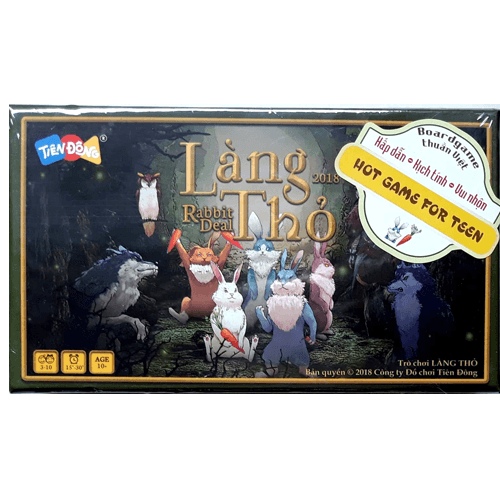 TIẾN ĐÔNG ®
Làng
2018
Rabbit
Deal
Thỏ
Boardgame
thuần Việt
Hấp dẫn • Kịch tính • Vui nhộn
HOT GAME FOR TEEN
3-10
15'-30'
AGE
10+
Trò chơi LÀNG THỎ
Bản quyền © 2018 Công ty Đồ chơi Tiến Đông